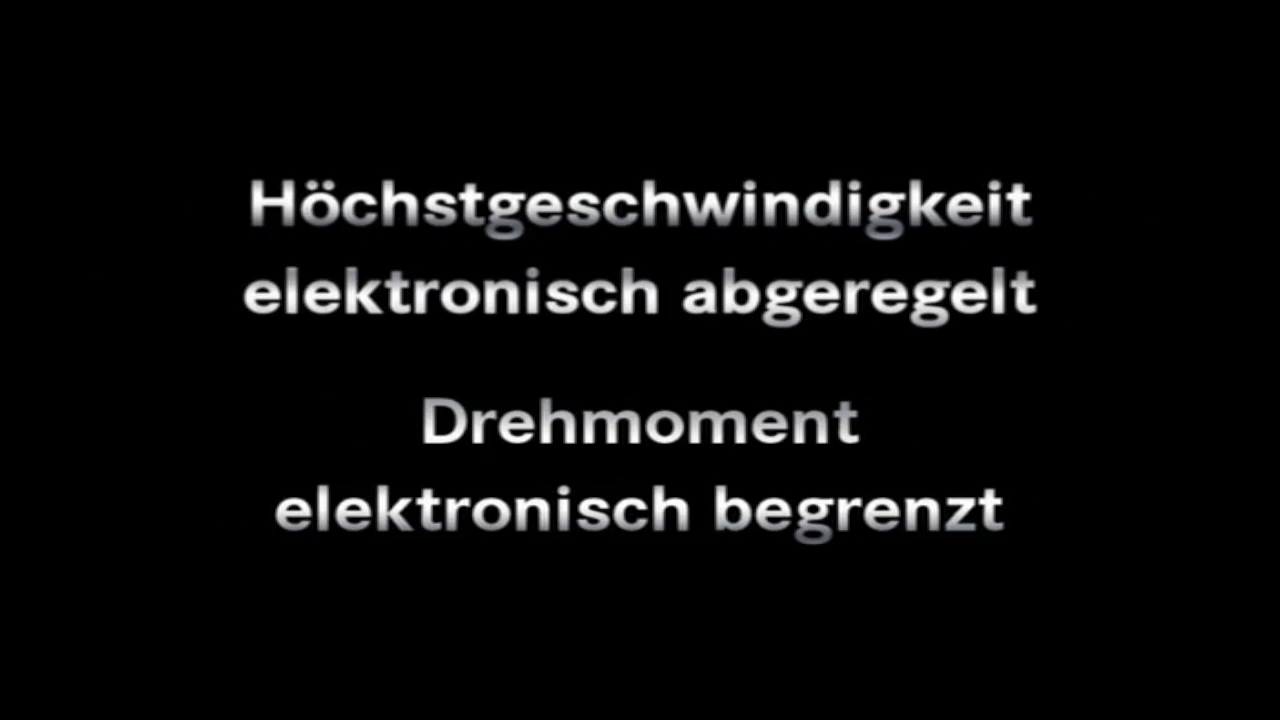 Höchstgeschwindigkeit
elektronisch abgeregelt
Drehmoment
elektronisch begrenzt